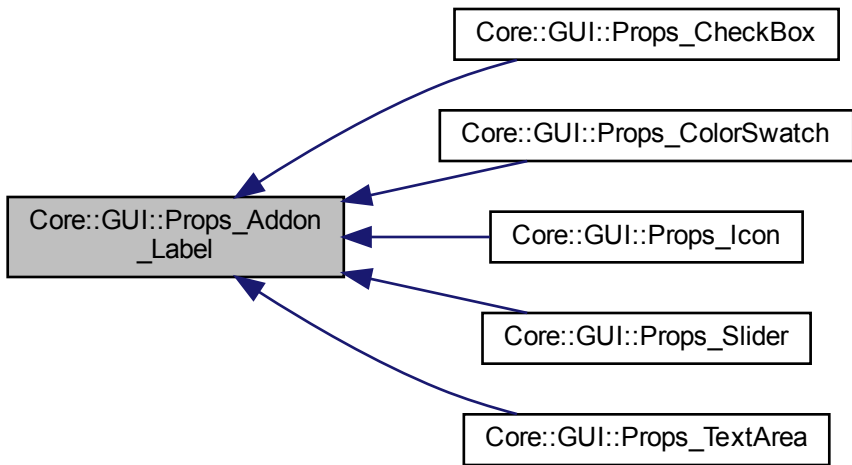 Core::GUI::Props_CheckBox
Core::GUI::Props_ColorSwatch
Core::GUI::Props_Addon
_Label
Core::GUI::Props_Icon
Core::GUI::Props_Slider
Core::GUI::Props_TextArea